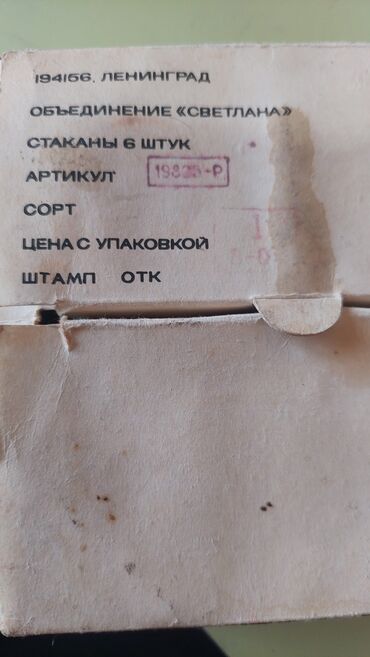 194156, ЛЕНИНГРАД
ОБЪЕДИНЕНИЕ «СВЕТЛАНА»
СТАКАНЫ 6 ШТУК
АРТИКУЛ
СОРТ
ЦЕНА С УПАКОВКОЙ
ШТАМП ОТК